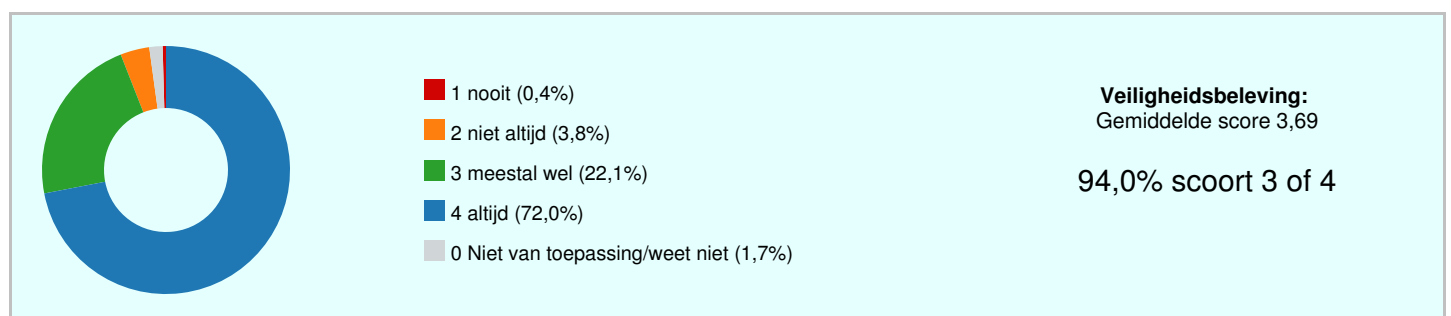 1 nooit (0,4%)
2 niet altijd (3,8%)
3 meestal wel (22,1%)
4 altijd (72,0%)
0 Niet van toepassing/weet niet (1,7%)
Veiligheidsbeleving:
Gemiddelde score 3,69
94,0% scoort 3 of 4